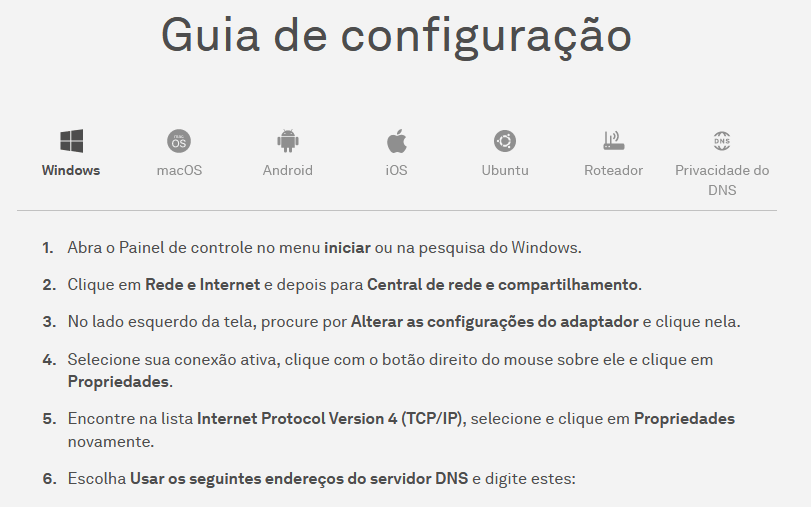 Guia de configuração
mac
OS
DNS
Windows
macOS
Android
iOS
Ubuntu
Roteador
Privacidade do
DNS
1. Abra o Painel de controle no menu iniciar ou na pesquisa do Windows.
2. Clique em Rede e Internet e depois para Central de rede e compartilhamento.
3. No lado esquerdo da tela, procure por Alterar as configurações do adaptador e clique nela.
4. Selecione sua conexão ativa, clique com o botão direito do mouse sobre ele e clique em
Propriedades.
5. Encontre na lista Internet Protocol Version 4 (TCP/IP), selecione e clique em Propriedades
novamente.
6. Escolha Usar os seguintes endereços do servidor DNS e digite estes: